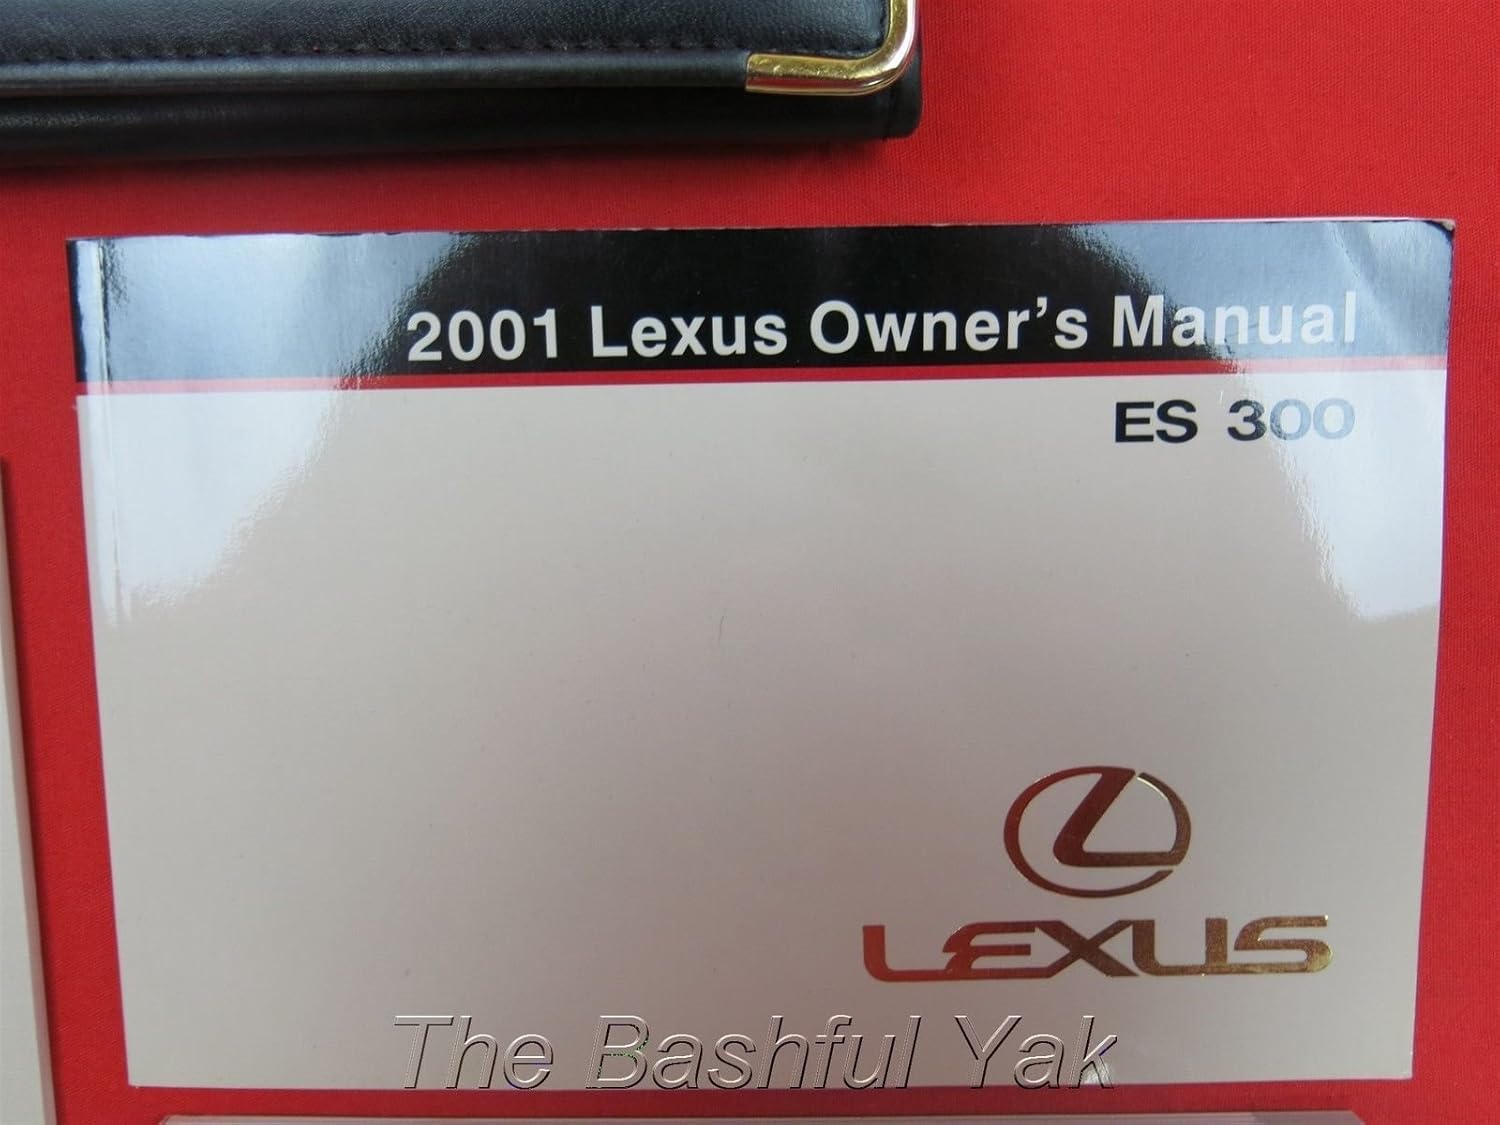 2001 Lexus Owner's Manual
ES 300
LEXUS
The Bashful Yak